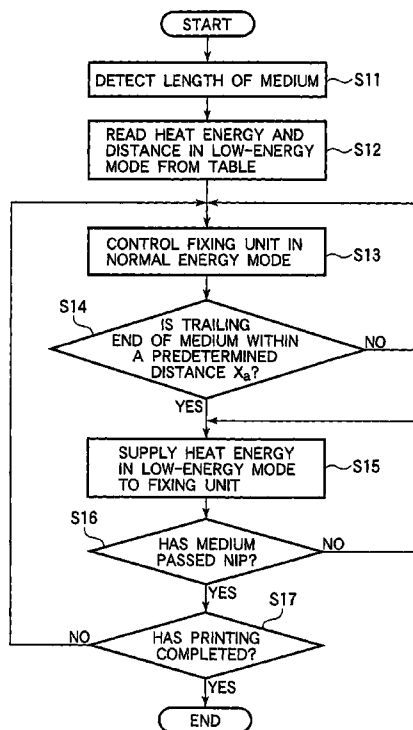 START
DETECT LENGTH OF MEDIUM
S11
READ HEAT ENERGY AND
DISTANCE IN LOW-ENERGY
MODE FROM TABLE
S12
CONTROL FIXING UNIT IN
NORMAL ENERGY MODE
S13
S14
IS TRAILING
END OF MEDIUM WITHIN
A PREDETERMINED
DISTANCE Xa?
NO
YES
SUPPLY HEAT ENERGY
IN LOW-ENERGY MODE
TO FIXING UNIT
S15
S16
HAS MEDIUM
PASSED NIP?
NO
YES
S17
NO
HAS PRINTING
COMPLETED?
YES
END